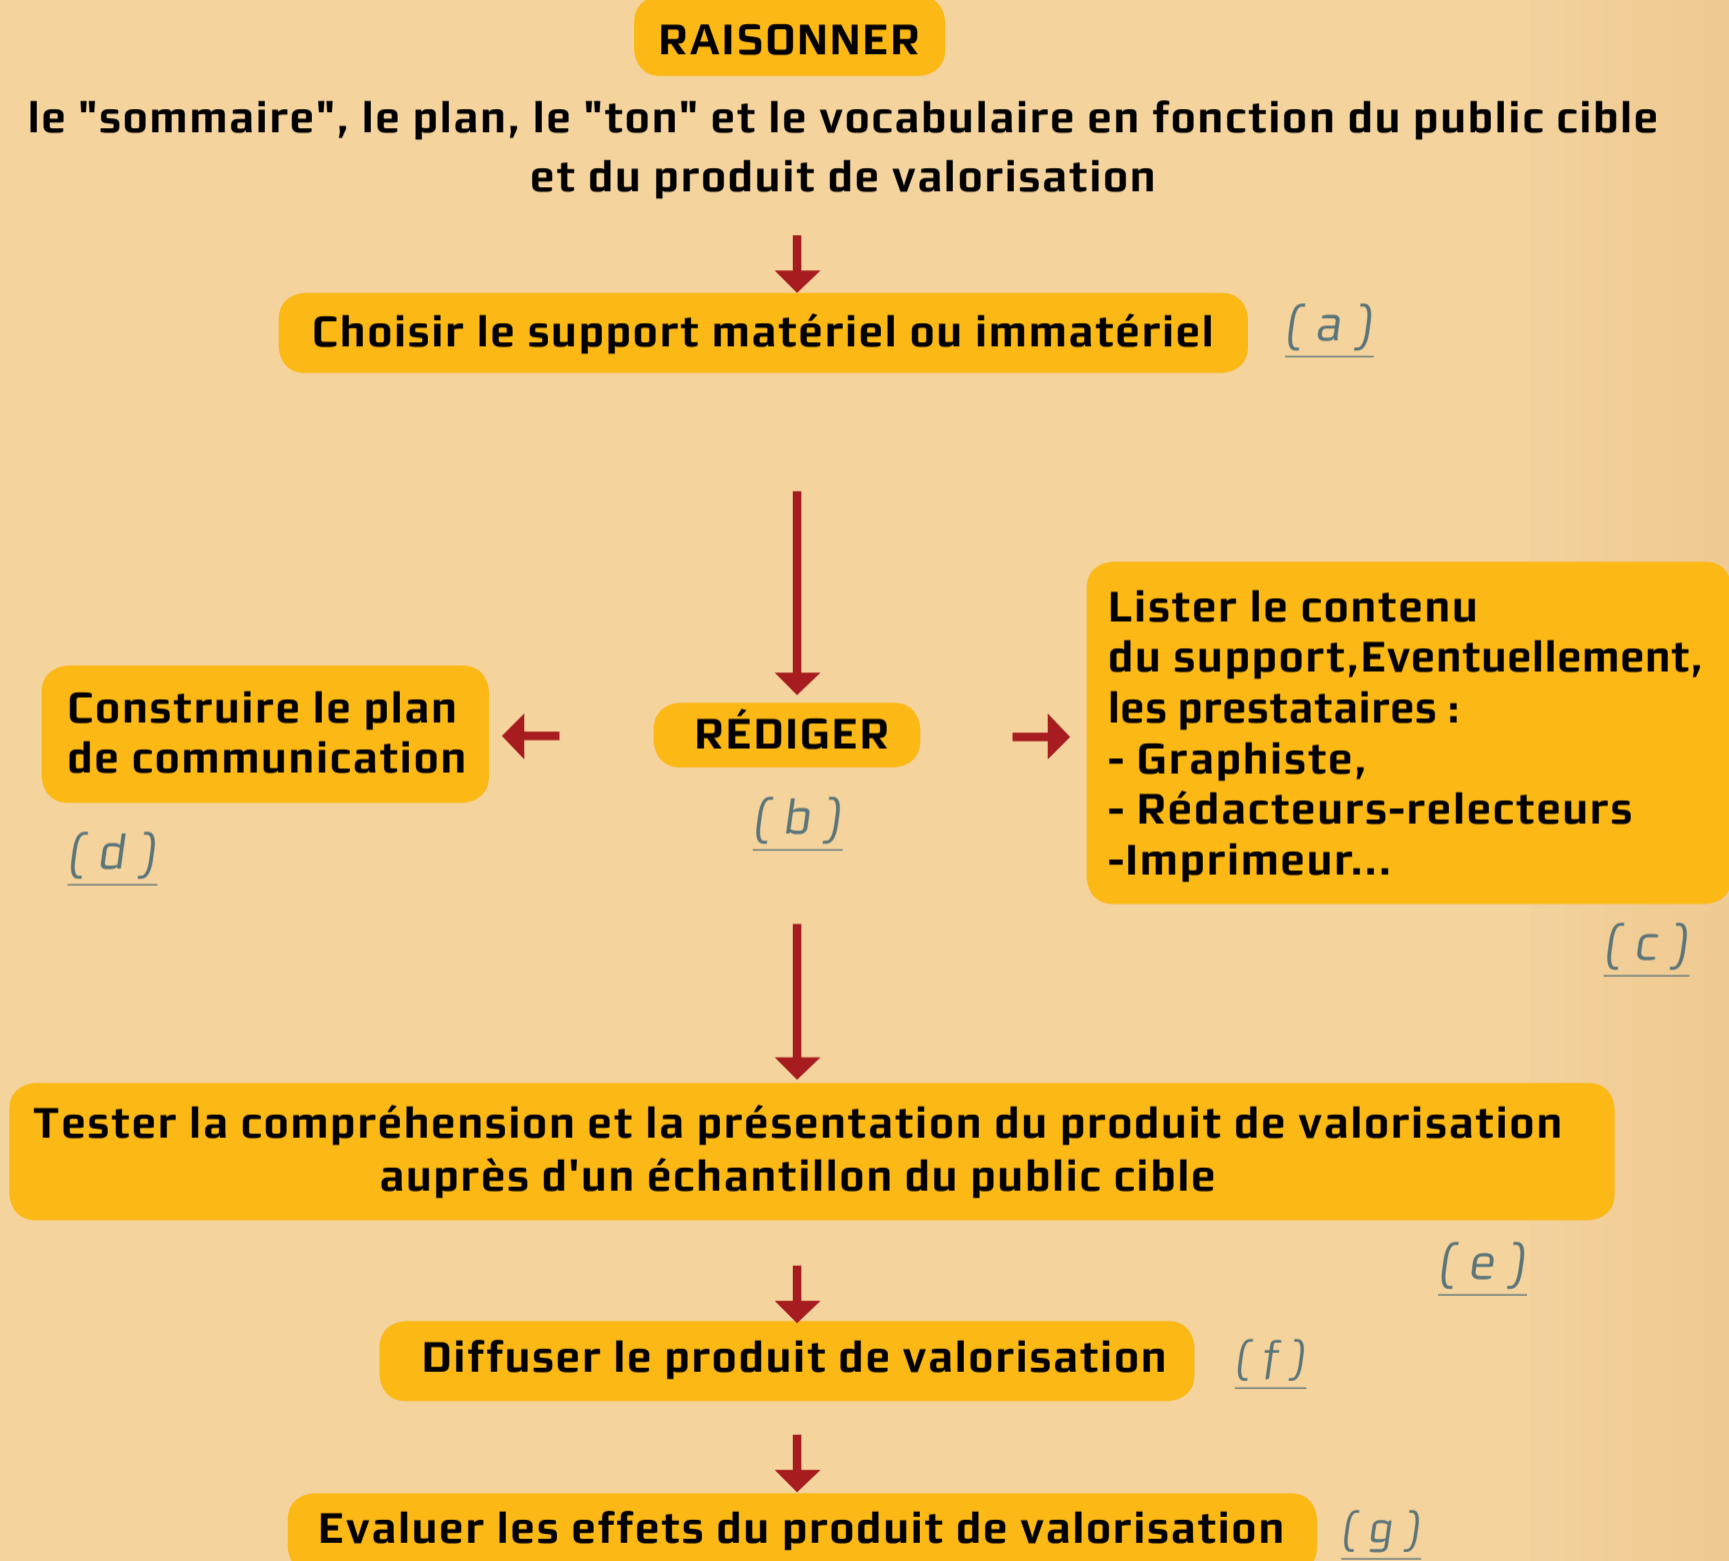 RAISONNER
le "sommaire", le plan, le "ton" et le vocabulaire en fonction du public cible
et du produit de valorisation
Choisir le support matériel ou immatériel
( a )
Lister le contenu
du support,Eventuellement,
les prestataires :
- Graphiste,
- Rédacteurs-relecteurs
-Imprimeur...
( c )
RÉDIGER
( b )
Construire le plan
de communication
( d )
Tester la compréhension et la présentation du produit de valorisation
auprès d'un échantillon du public cible
( e )
Diffuser le produit de valorisation
( f )
Evaluer les effets du produit de valorisation
( g )